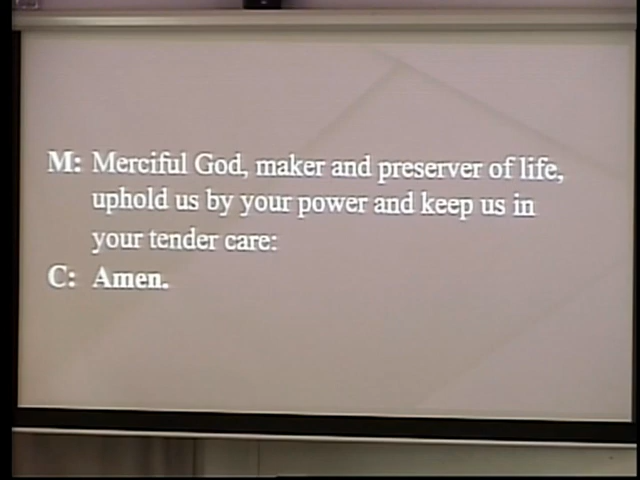 M: Merciful God, maker and preserver of life,
uphold us by your power and keep us in
your tender care:
C: Amen.